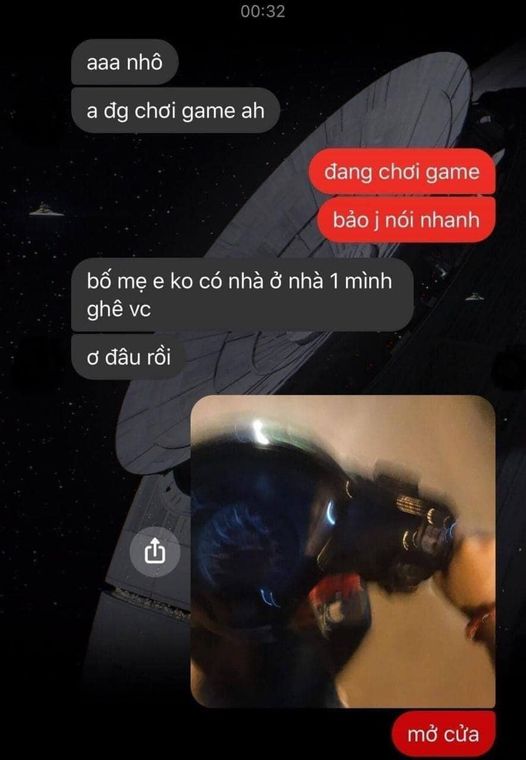 00:32
aaa nhô
a đg chơi game ah
đang chơi game
bảo j nói nhanh
bố mẹ e ko có nhà ở nhà 1 mình
ghê vc
ơ đâu rồi
mở cửa